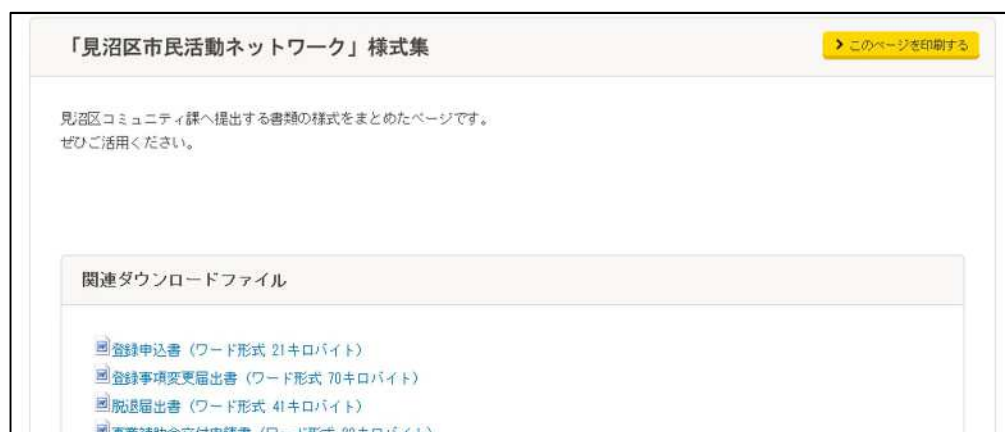 「見沼区市民活動ネットワーク」様式集
このページを印刷する
見沼区コミュニティ課へ提出する書類の様式をまとめたページです。
ぜひご活用ください。
関連ダウンロードファイル
登録申込書（ワード形式 21キロバイト）
登録事項変更届出書（ワード形式 70キロバイト）
脱退届出書（ワード形式 41キロバイト）